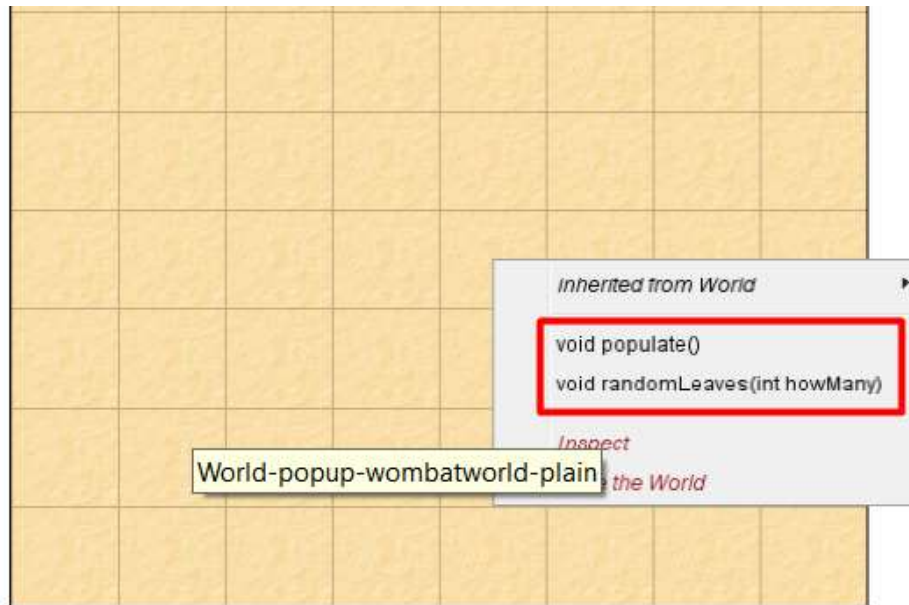 Inherited from World
void populate()
void randomLeaves(int howMany)
Inspect
World-popup-wombatworld-plain
the World